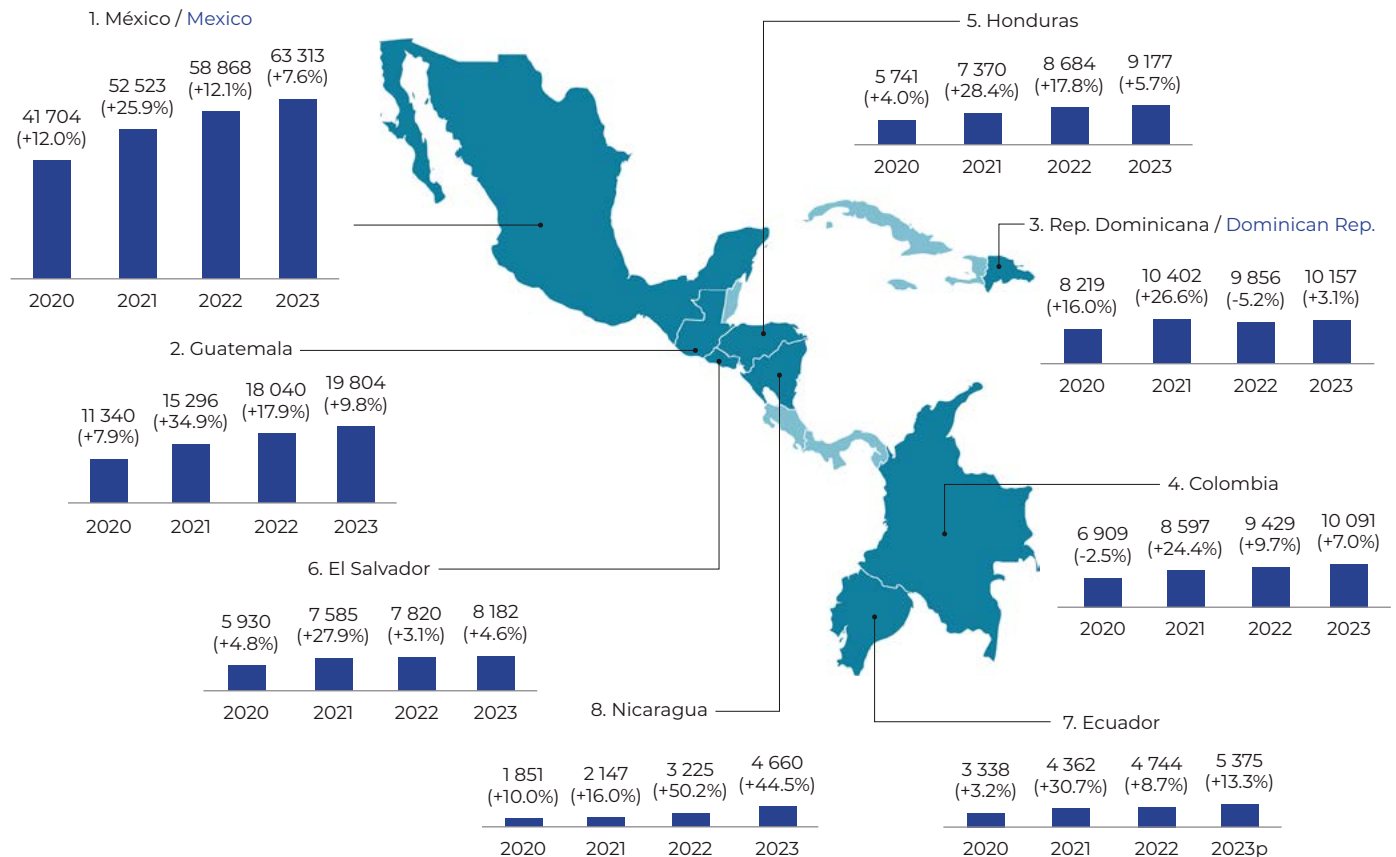 1. México / Mexico
41 704 52 523 58 868 63 313
(+12.0%) (+25.9%) (+12.1%) (+7.6%)
2020 2021 2022 2023
5. Honduras
5 741 7 370 8 684 9 177
(+4.0%) (+28.4%) (+17.8%) (+5.7%)
2020 2021 2022 2023
3. Rep. Dominicana / Dominican Rep.
8 219 10 402 9 856 10 157
(+16.0%) (+26.6%) (-5.2%) (+3.1%)
2020 2021 2022 2023
2. Guatemala
11 340 15 296 18 040 19 804
(+7.9%) (+34.9%) (+17.9%) (+9.8%)
2020 2021 2022 2023
4. Colombia
6 909 8 597 9 429 10 091
(-2.5%) (+24.4%) (+9.7%) (+7.0%)
2020 2021 2022 2023
6. El Salvador
5 930 7 585 7 820 8 182
(+4.8%) (+27.9%) (+3.1%) (+4.6%)
2020 2021 2022 2023
8. Nicaragua
1 851 2 147 3 225 4 660
(+10.0%) (+16.0%) (+50.2%) (+44.5%)
2020 2021 2022 2023
7. Ecuador
3 338 4 362 4 744 5 375
(+3.2%) (+30.7%) (+8.7%) (+13.3%)
2020 2021 2022 2023p